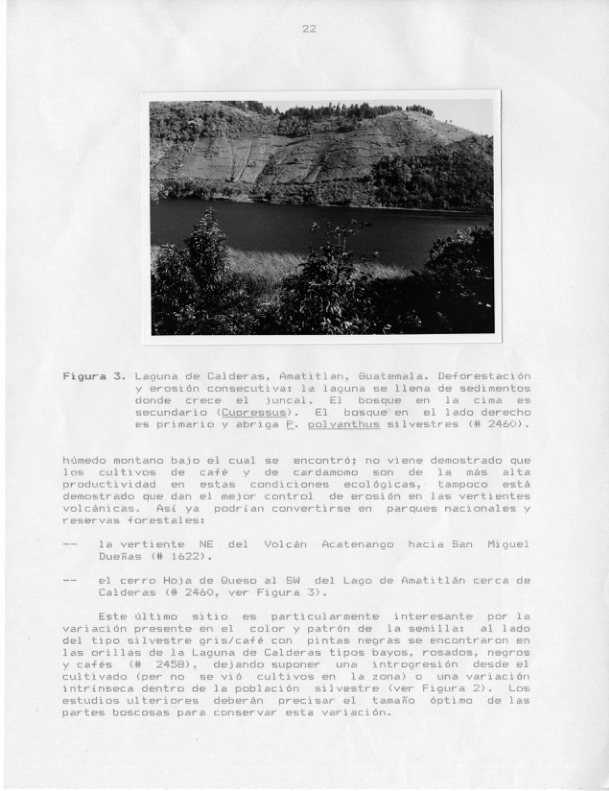 22
Figura 3. Laguna de Calderas, Amatitlan, Guatemala. Deforestación
y erosión consecutiva: la laguna se llena de sedimentos
donde crece el juncal. El bosque en la cima es
secundario (Cupressus). El bosque en el lado derecho
es primario y abriga P. polyanthus silvestres (# 2460).
húmedo montano bajo el cual se encontró; no viene demostrado que
los cultivos de café y de cardamomo son de la más alta
productividad en estas condiciones ecológicas, tampoco está
demostrado que dan el mejor control de erosión en las vertientes
volcánicas. Así ya podrían convertirse en parques nacionales y
reservas forestales:
-- la vertiente NE del Volcán Acatenango hacia San Miguel
Dueñas (# 1622).
-- el cerro Hoja de Queso al SW del Lago de Amatitlán cerca de
Calderas (# 2460, ver Figura 3).
Este último sitio es particularmente interesante por la
variación presente en el color y patrón de la semilla: al lado
del tipo silvestre gris/café con pintas negras se encontraron en
las orillas de la Laguna de Calderas tipos bayos, rosados, negros
y cafés (# 2458), dejando suponer una introgresión desde el
cultivado (per no se vió cultivos en la zona) o una variación
intrínseca dentro de la población silvestre (ver Figura 2). Los
estudios ulteriores deberán precisar el tamaño óptimo de las
partes boscosas para conservar esta variación.